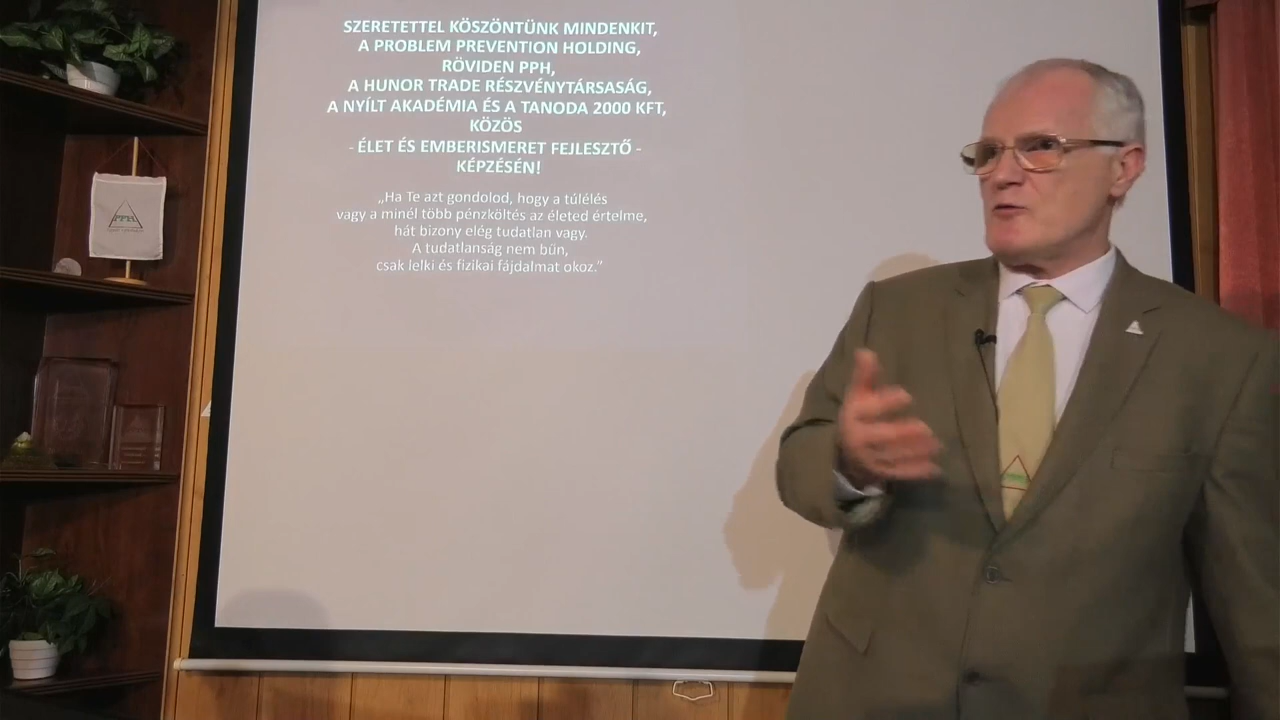 SZERETETTEL KÖSZÖNTÜNK MINDENKIT,
A PROBLEM PREVENTION HOLDING,
RÖVIDEN PPH,
A HUNOR TRADE RÉSZVÉNYTÁRSASÁG,
A NYÍLT AKADÉMIA ÉS A TANODA 2000 KFT,
KÖZÖS
- ÉLET ÉS EMBERISMERET FEJLESZTŐ -
KÉPZÉSÉN!
„Ha Te azt gondolod, hogy a túlélés
vagy a minél több pénzköltés az életed értelme,
hát bizony elég tudatlan vagy.
A tudatlanság nem bűn,
csak lelki és fizikai fájdalmat okoz."
PPH